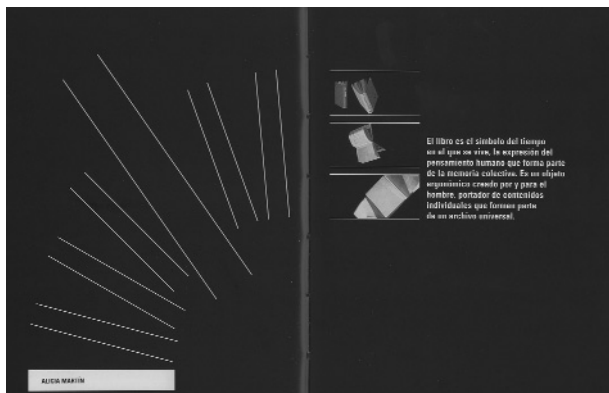 ALICIA MARTÍN
El libro es el símbolo del tiempo
en el que se vive, la expresión del
pensamiento humano que forma parte
de la memoria colectiva. Es un objeto
ergonómico creado por y para el
hombre, portador de contenidos
individuales que forman parte
de un archivo universal.